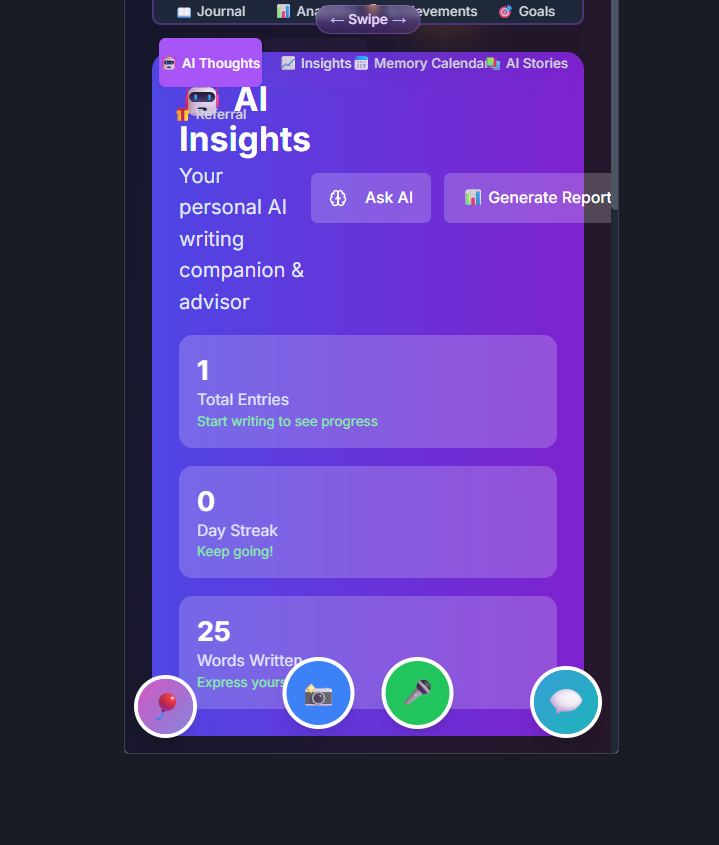 Journal
Ana
← Swipe →
evements
Goals
AI Thoughts
Insights
Memory Calendar
AI Stories
Referral
AI
Insights
Your
personal AI
writing
companion &
advisor
Ask AI
Generate Report
1
Total Entries
Start writing to see progress
0
Day Streak
Keep going!
25
Words Written
Express yours